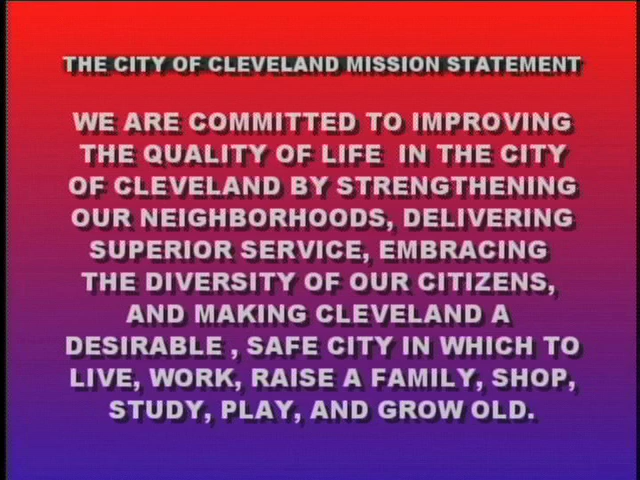 THE CITY OF CLEVELAND MISSION STATEMENT
WE ARE COMMITTED TO IMPROVING
THE QUALITY OF LIFE IN THE CITY
OF CLEVELAND BY STRENGTHENING
OUR NEIGHBORHOODS, DELIVERING
SUPERIOR SERVICE, EMBRACING
THE DIVERSITY OF OUR CITIZENS,
AND MAKING CLEVELAND A
DESIRABLE , SAFE CITY IN WHICH TO
LIVE, WORK, RAISE A FAMILY, SHOP,
STUDY, PLAY, AND GROW OLD.